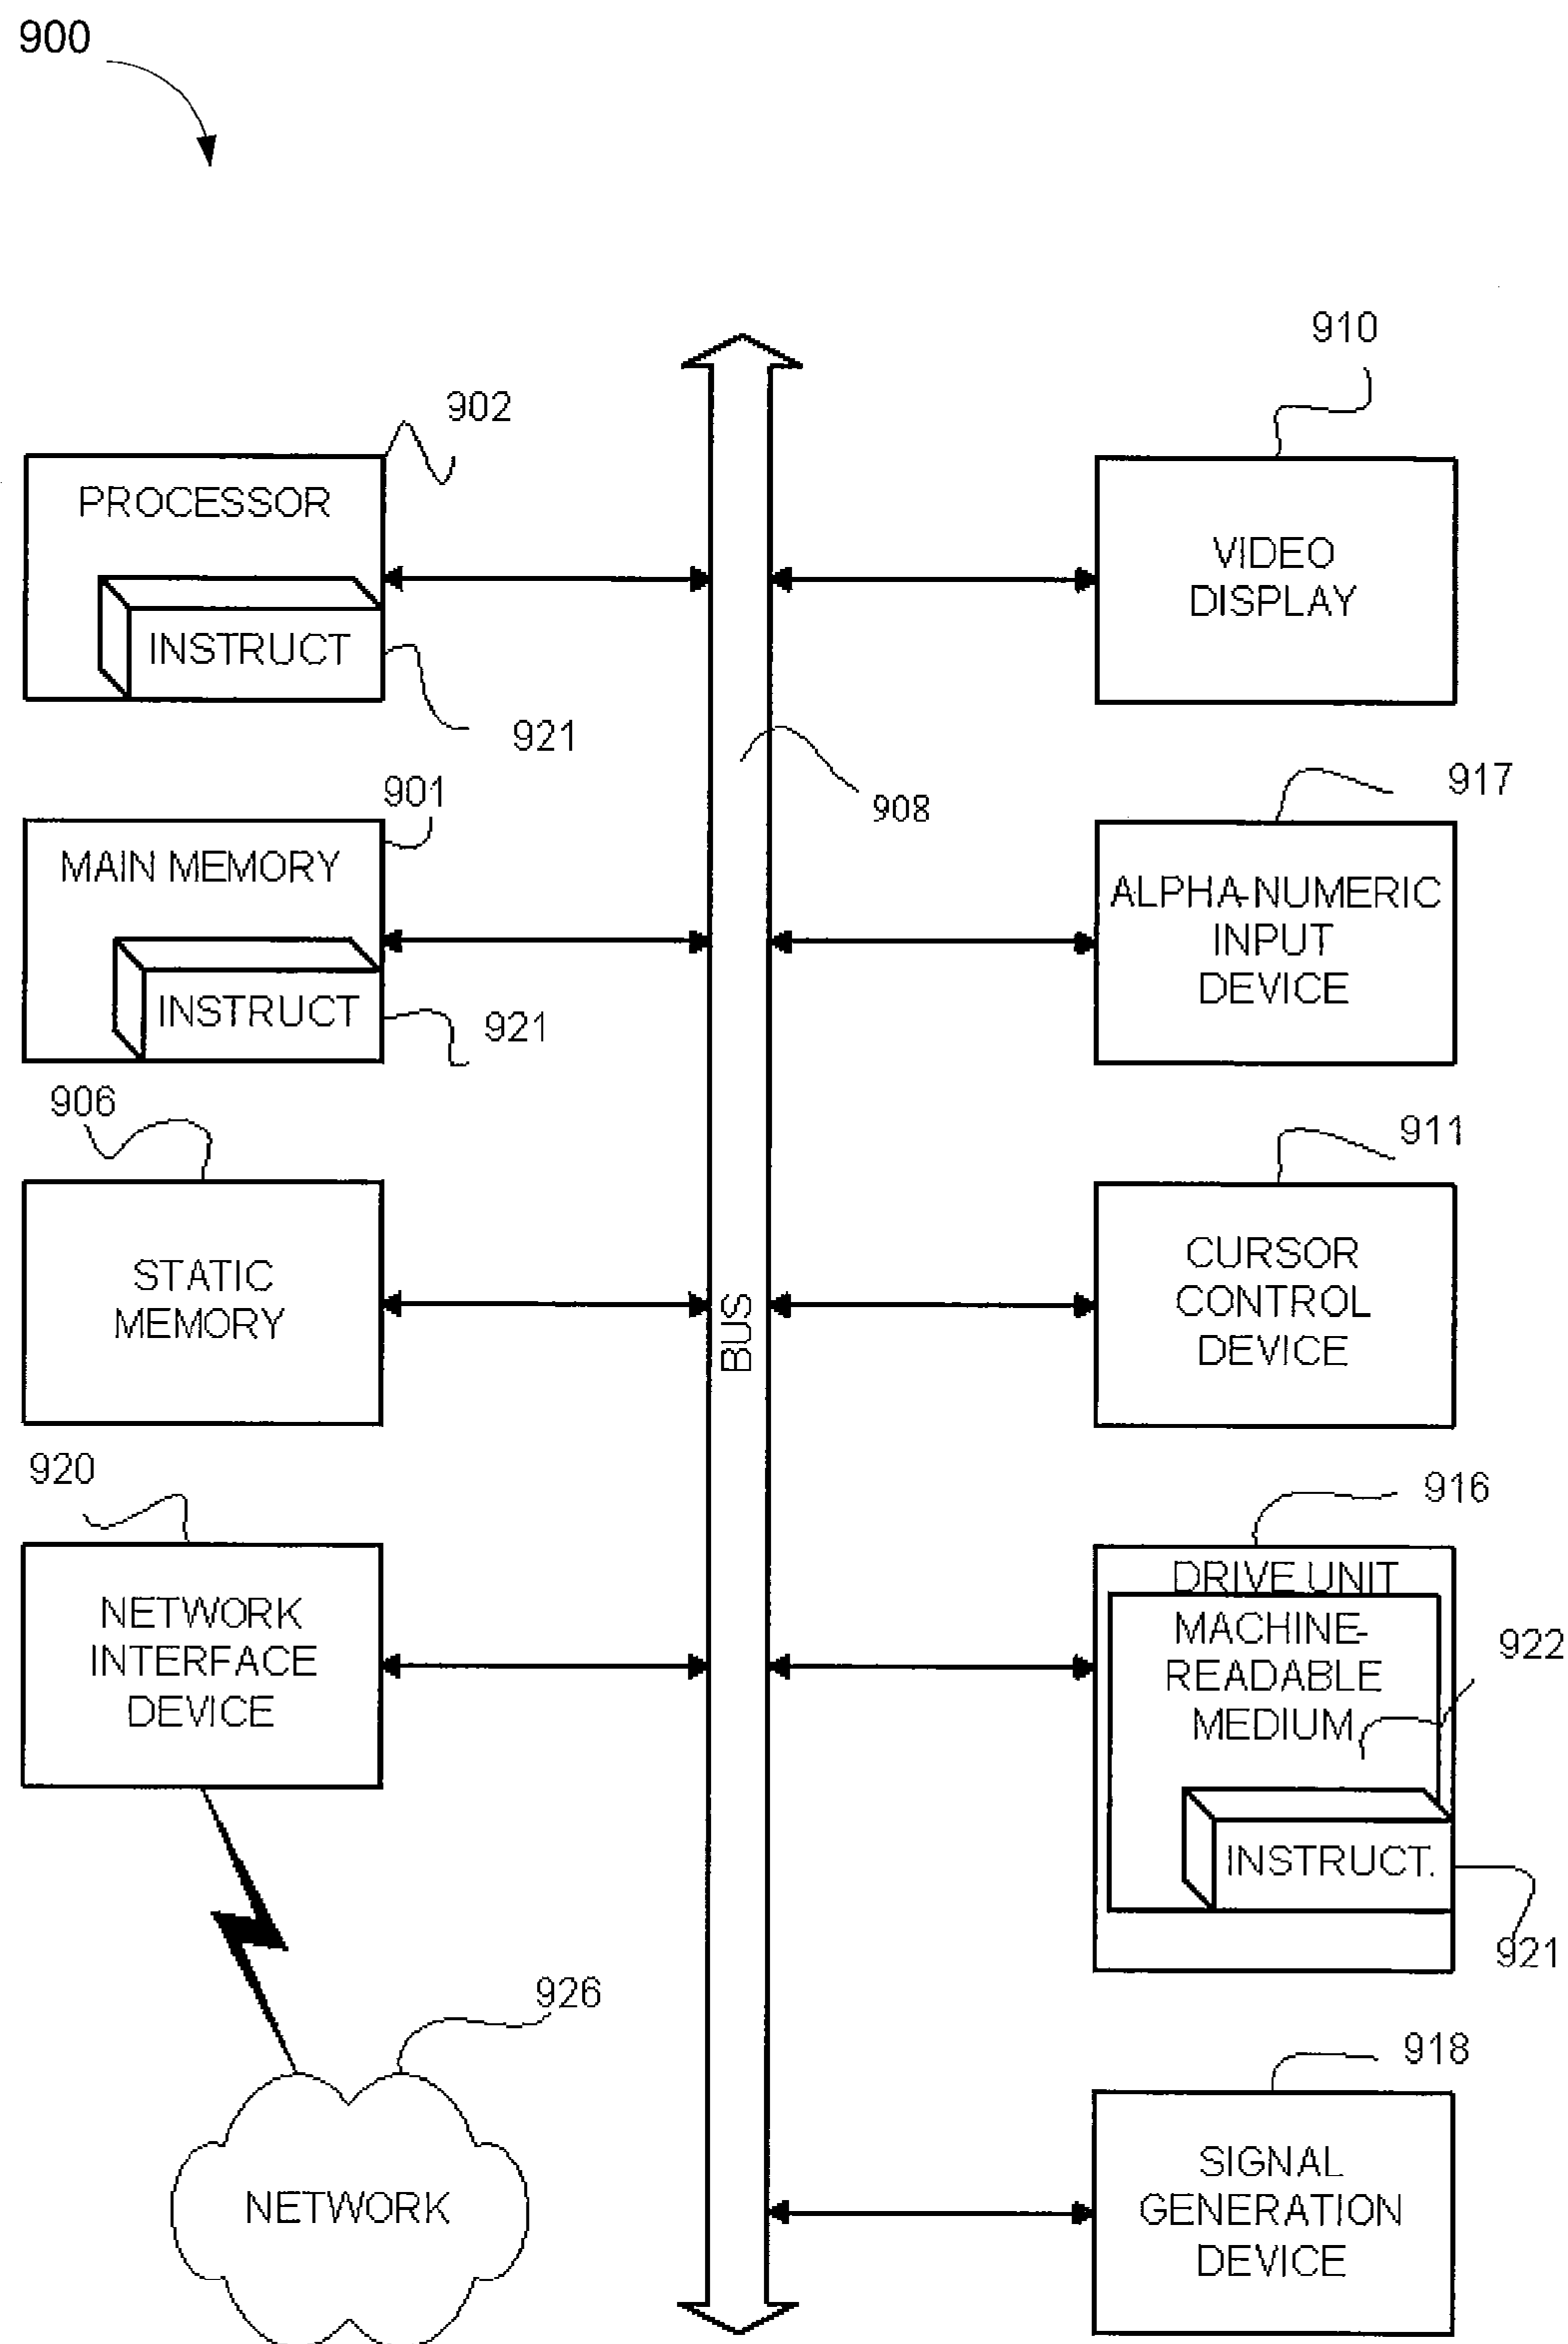 900
902
PROCESSOR
INSTRUCT
921
901
MAIN MEMORY
INSTRUCT
921
906
STATIC
MEMORY
920
NETWORK
INTERFACE
DEVICE
926
NETWORK
BUS
908
910
VIDEO
DISPLAY
917
ALPHA-NUMERIC
INPUT
DEVICE
911
CURSOR
CONTROL
DEVICE
916
DRIVE UNIT
MACHINE-
READABLE
MEDIUM
922
INSTRUCT.
921
918
SIGNAL
GENERATION
DEVICE